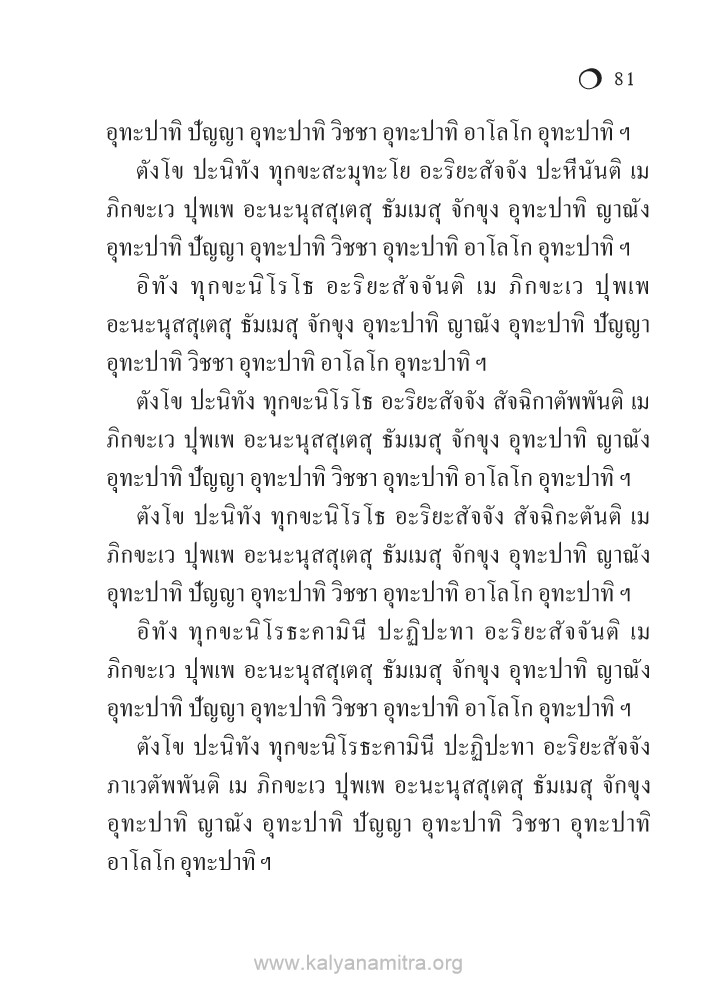 81
อุทะปาทิ ปัญญา อุทะปาทิ วิชชา อุทะปาทิ อาโลโก อุทะปาทิ ฯ
ตังโข ปะนิทัง ทุกขะสะมุทะโย อะริยะสัจจัง ปะหีนันติ เม
ภิกขะเว ปุพเพ อะนะนุสสุเตสุ ธัมเมสุ จักขุง อุทะปาทิ ญาณัง
อุทะปาทิ ปัญญา อุทะปาทิ วิชชา อุทะปาทิ อาโลโก อุทะปาทิ ฯ
อิทัง ทุกขะนิโรโธ อะริยะสัจจันติ เม ภิกขะเว ปุพเพ
อะนะนุสสุเตสุ ธัมเมสุ จักขุง อุทะปาทิ ญาณัง อุทะปาทิ ปัญญา
อุทะปาทิ วิชชา อุทะปาทิ อาโลโก อุทะปาทิ ฯ
ตังโข ปะนิทัง ทุกขะนิโรโธ อะริยะสัจจัง สัจฉิกาตัพพันติ เม
ภิกขะเว ปุพเพ อะนะนุสสุเตสุ ธัมเมสุ จักขุง อุทะปาทิ ญาณัง
อุทะปาทิ ปัญญา อุทะปาทิ วิชชา อุทะปาทิ อาโลโก อุทะปาทิ ฯ
ตังโข ปะนิทัง ทุกขะนิโรโธ อะริยะสัจจัง สัจฉิกะตันติ เม
ภิกขะเว ปุพเพ อะนะนุสสุเตสุ ธัมเมสุ จักขุง อุทะปาทิ ญาณัง
อุทะปาทิ ปัญญา อุทะปาทิ วิชชา อุทะปาทิ อาโลโก อุทะปาทิ ฯ
อิทัง ทุกขะนิโรธะคามินี ปะฏิปะทา อะริยะสัจจันติ เม
ภิกขะเว ปุพเพ อะนะนุสสุเตสุ ธัมเมสุ จักขุง อุทะปาทิ ญาณัง
อุทะปาทิ ปัญญา อุทะปาทิ วิชชา อุทะปาทิ อาโลโก อุทะปาทิ ฯ
ตังโข ปะนิทัง ทุกขะนิโรธะคามินี ปะฏิปะทา อะริยะสัจจัง
ภาเวตัพพันติ เม ภิกขะเว ปุพเพ อะนะนุสสุเตสุ ธัมเมสุ จักขุง
อุทะปาทิ ญาณัง อุทะปาทิ ปัญญา อุทะปาทิ วิชชา อุทะปาทิ
อาโลโก อุทะปาทิ ฯ
www.kalyanamitra.org